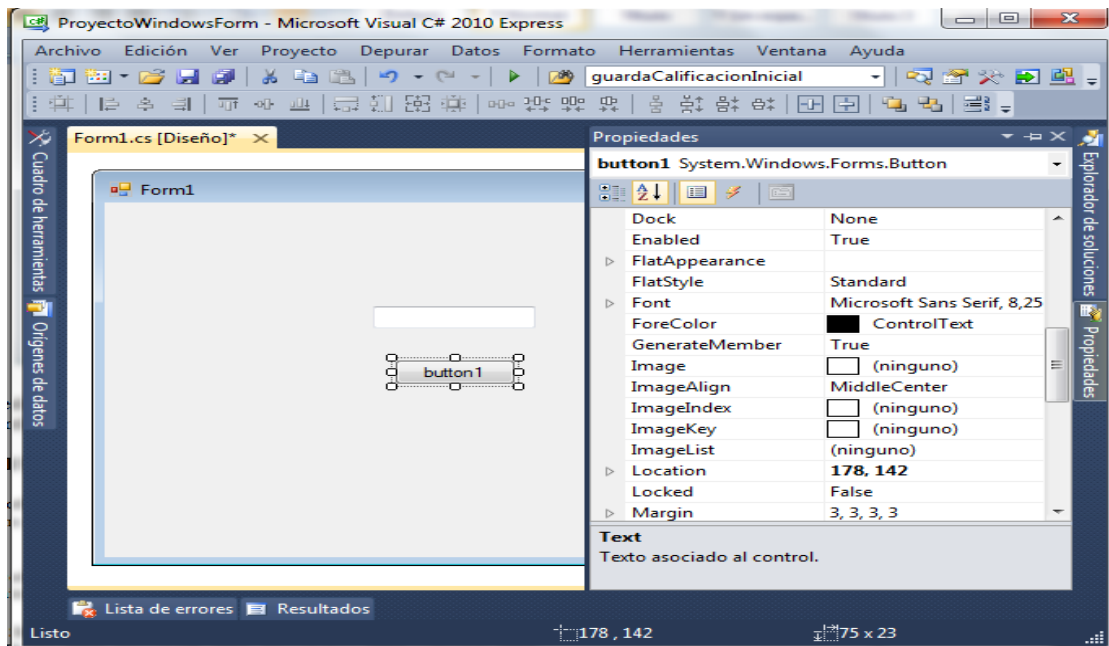 ProyectoWindowsForm - Microsoft Visual C# 2010 Express
Archivo Edición Ver Proyecto Depurar Datos Formato Herramientas Ventana Ayuda
guardaCalificacionInicial
Form1.cs [Diseño]*
Propiedades
button1 System.Windows.Forms.Button
Cuadro de herramientas
Orígenes de datos
Form1
button1
Dock None
Enabled True
FlatAppearance
FlatStyle Standard
Font Microsoft Sans Serif, 8,25
ForeColor ControlText
GenerateMember True
Image (ninguno)
ImageAlign MiddleCenter
ImageIndex (ninguno)
ImageKey (ninguno)
ImageList (ninguno)
Location 178, 142
Locked False
Margin 3, 3, 3, 3
Text
Texto asociado al control.
Explorador de soluciones
Propiedades
Lista de errores Resultados
Listo 178 , 142 75 x 23